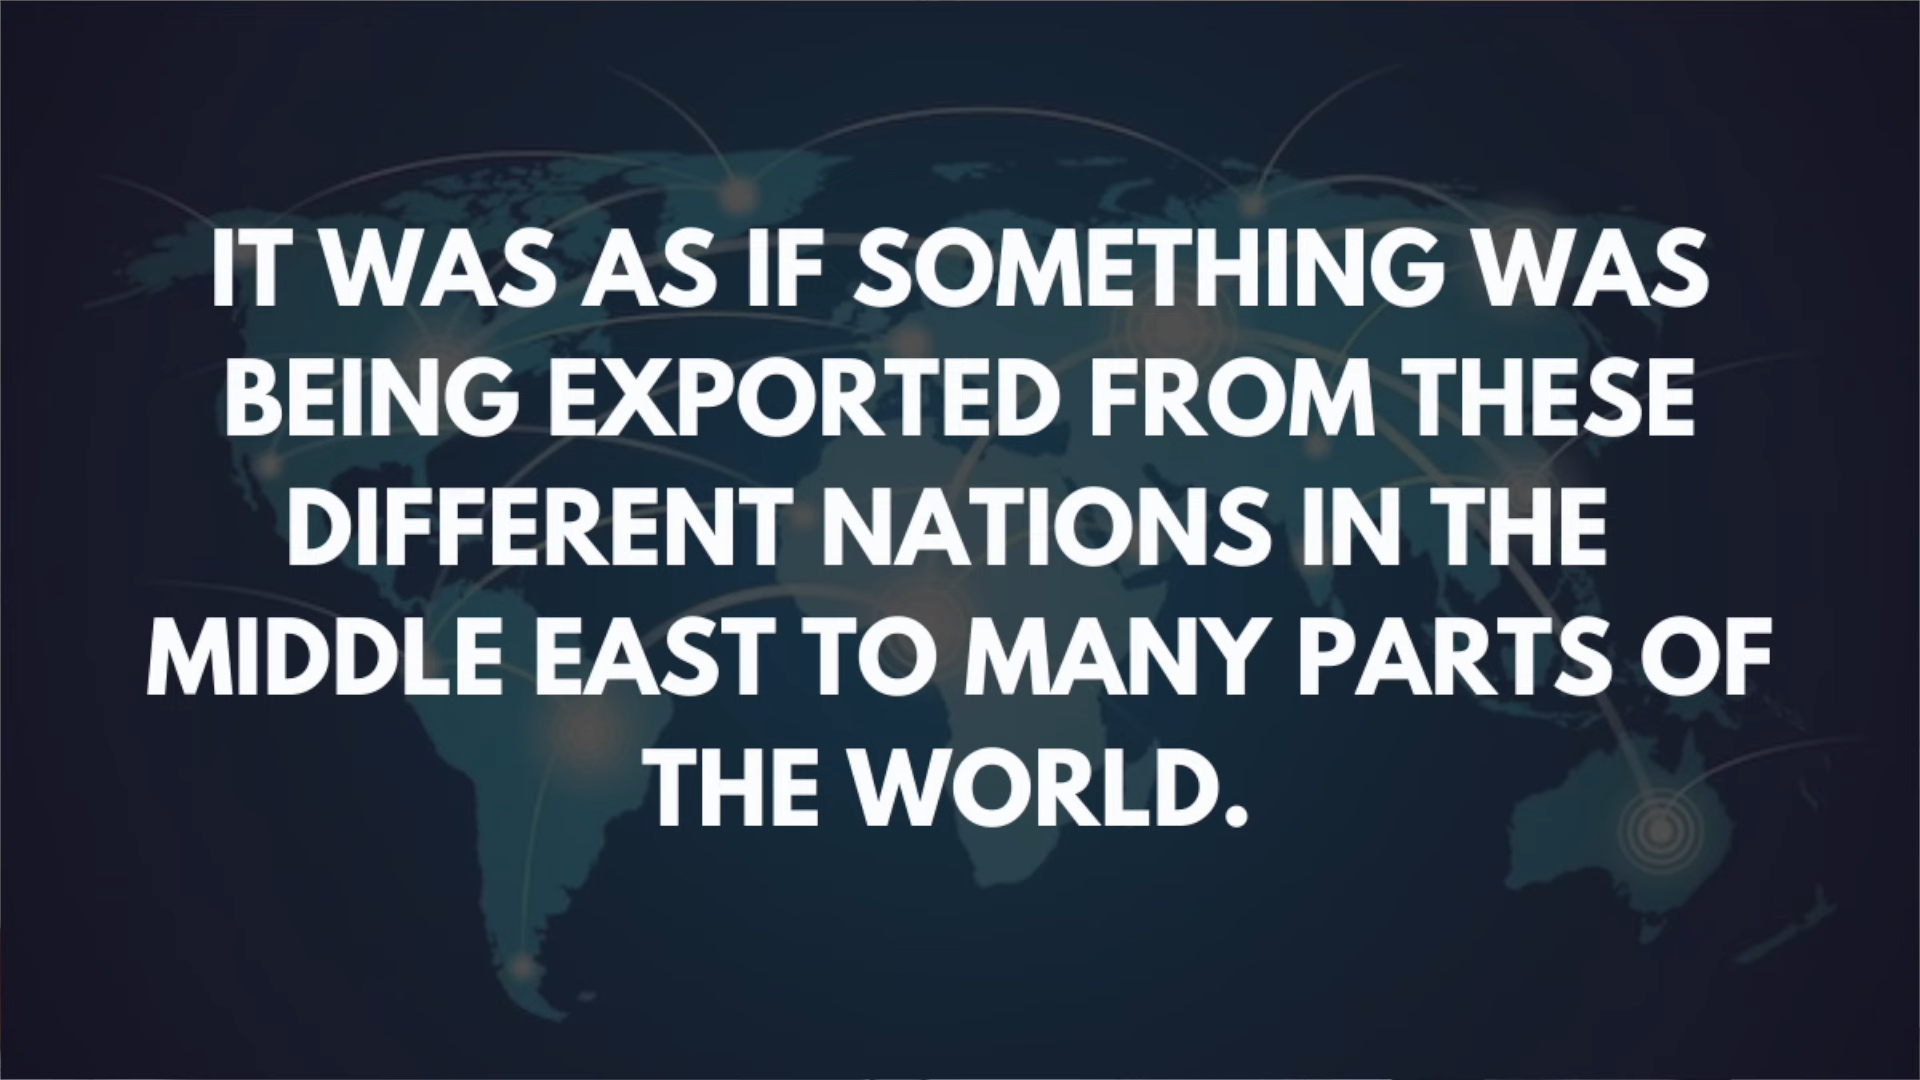 IT WAS AS IF SOMETHING WAS
BEING EXPORTED FROM THESE
DIFFERENT NATIONS IN THE
MIDDLE EAST TO MANY PARTS OF
THE WORLD.